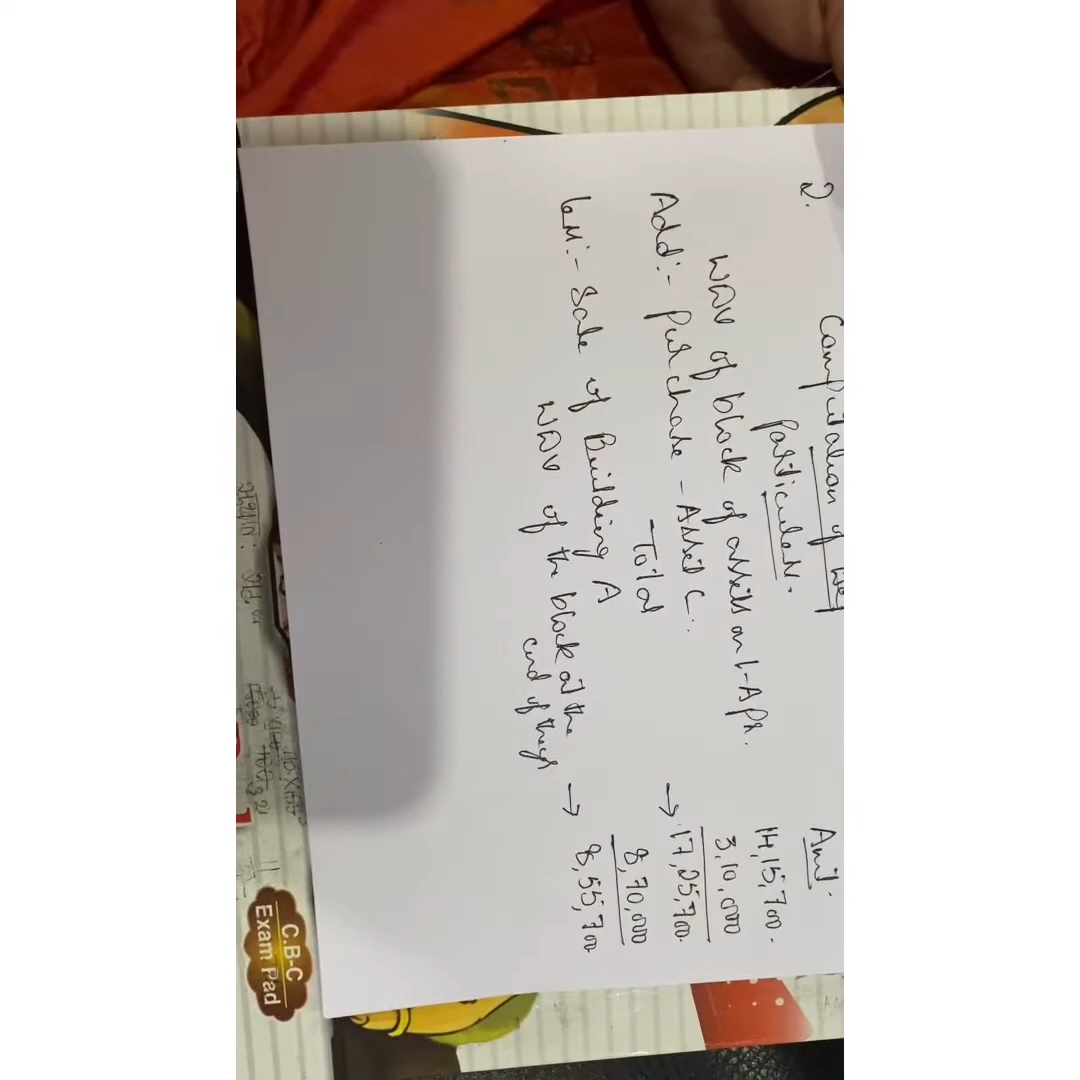 2.
Computation of
Particulars.
Amt.
WDV of block of assets on 1-Apr. 14,15,700.
Add:- Purchase - Asset C. 3,10,000
Total → 17,25,700.
Less:- Sale of Building A 8,70,000
WDV of the block at the → 8,55,700
end of the yr
C.B-C
Exam Pad